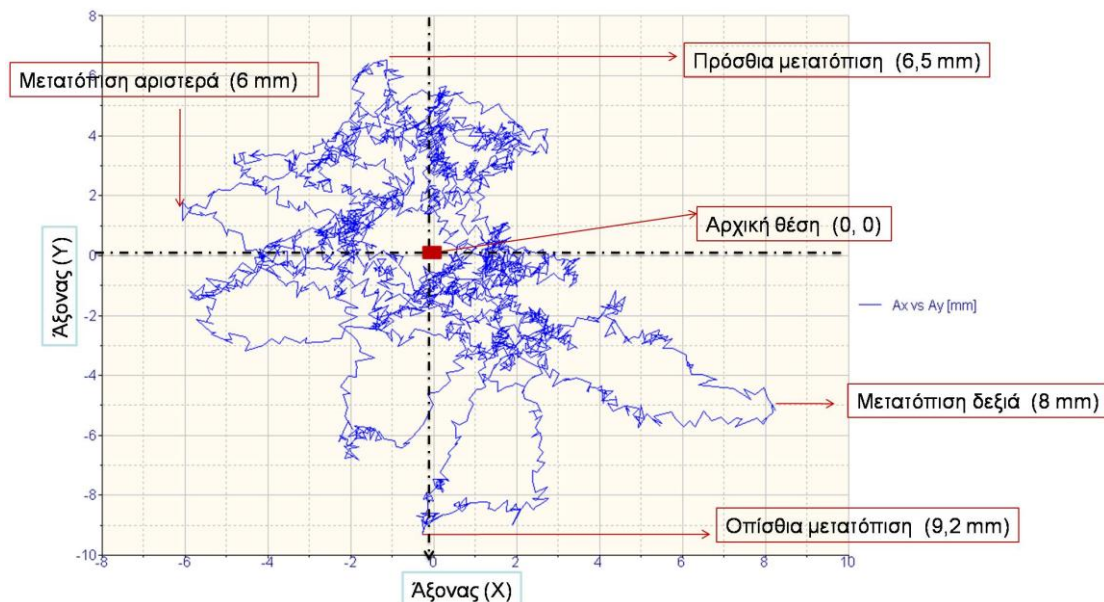 8
Πρόσθια μετατόπιση (6,5 mm)
Μετατόπιση αριστερά (6 mm)
6
4
2
Αρχική θέση (0, 0)
Άξονας (Y)
0
Ax vs Ay [mm]
-2
-4
Μετατόπιση δεξιά (8 mm)
-6
-8
Οπίσθια μετατόπιση (9,2 mm)
-10
-8 -6 -4 -2 0 2 4 6 8 10
Άξονας (X)